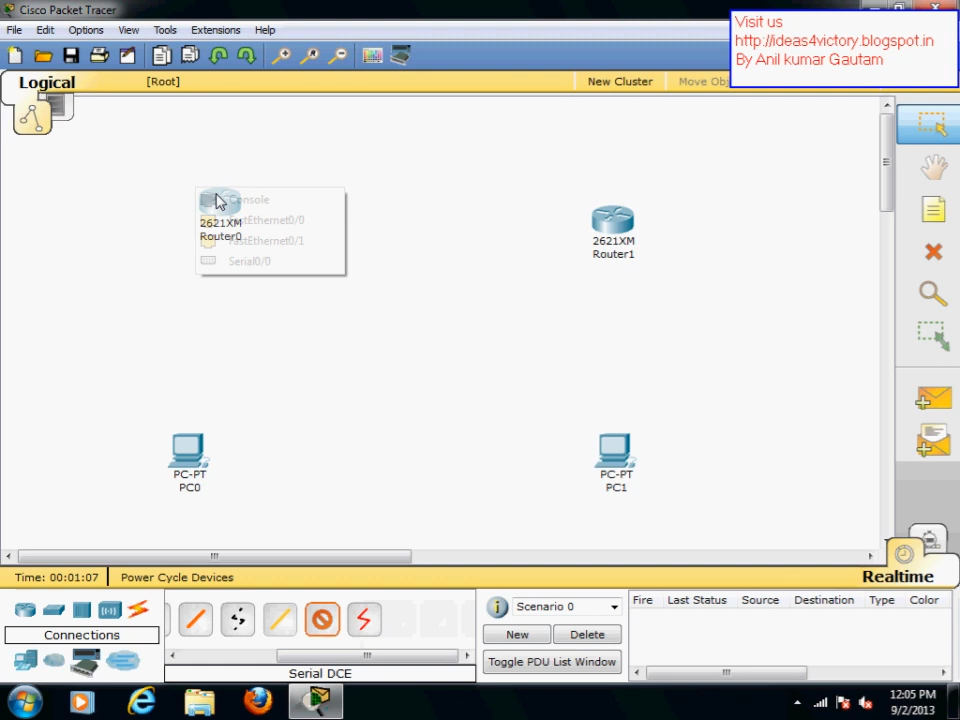 Cisco Packet Tracer
File Edit Options View Tools Extensions Help
Visit us
http://ideas4victory.blogspot.in
By Anil kumar Gautam
Logical [Root] New Cluster Move Obj
Console
FastEthernet0/0
FastEthernet0/1
Serial0/0
2621XM
Router0
2621XM
Router1
PC-PT
PC0
PC-PT
PC1
Time: 00:01:07 Power Cycle Devices Realtime
Connections
Serial DCE
Scenario 0
New Delete
Toggle PDU List Window
Fire Last Status Source Destination Type Color
12:05 PM
9/2/2013